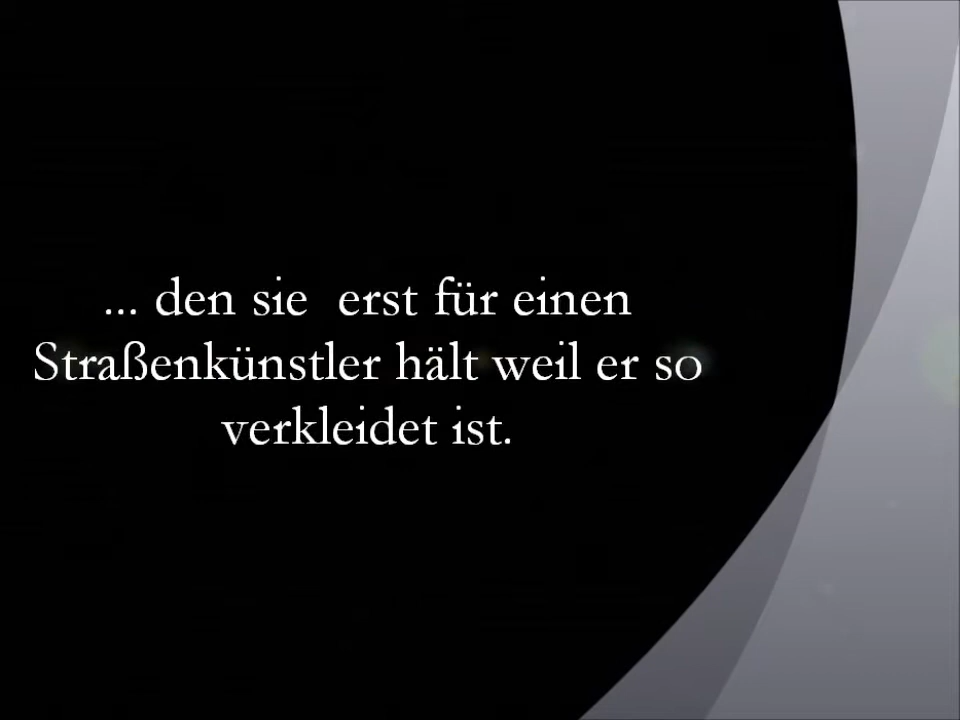 ... den sie  erst für einen
Straßenkünstler hält weil er so
verkleidet ist.